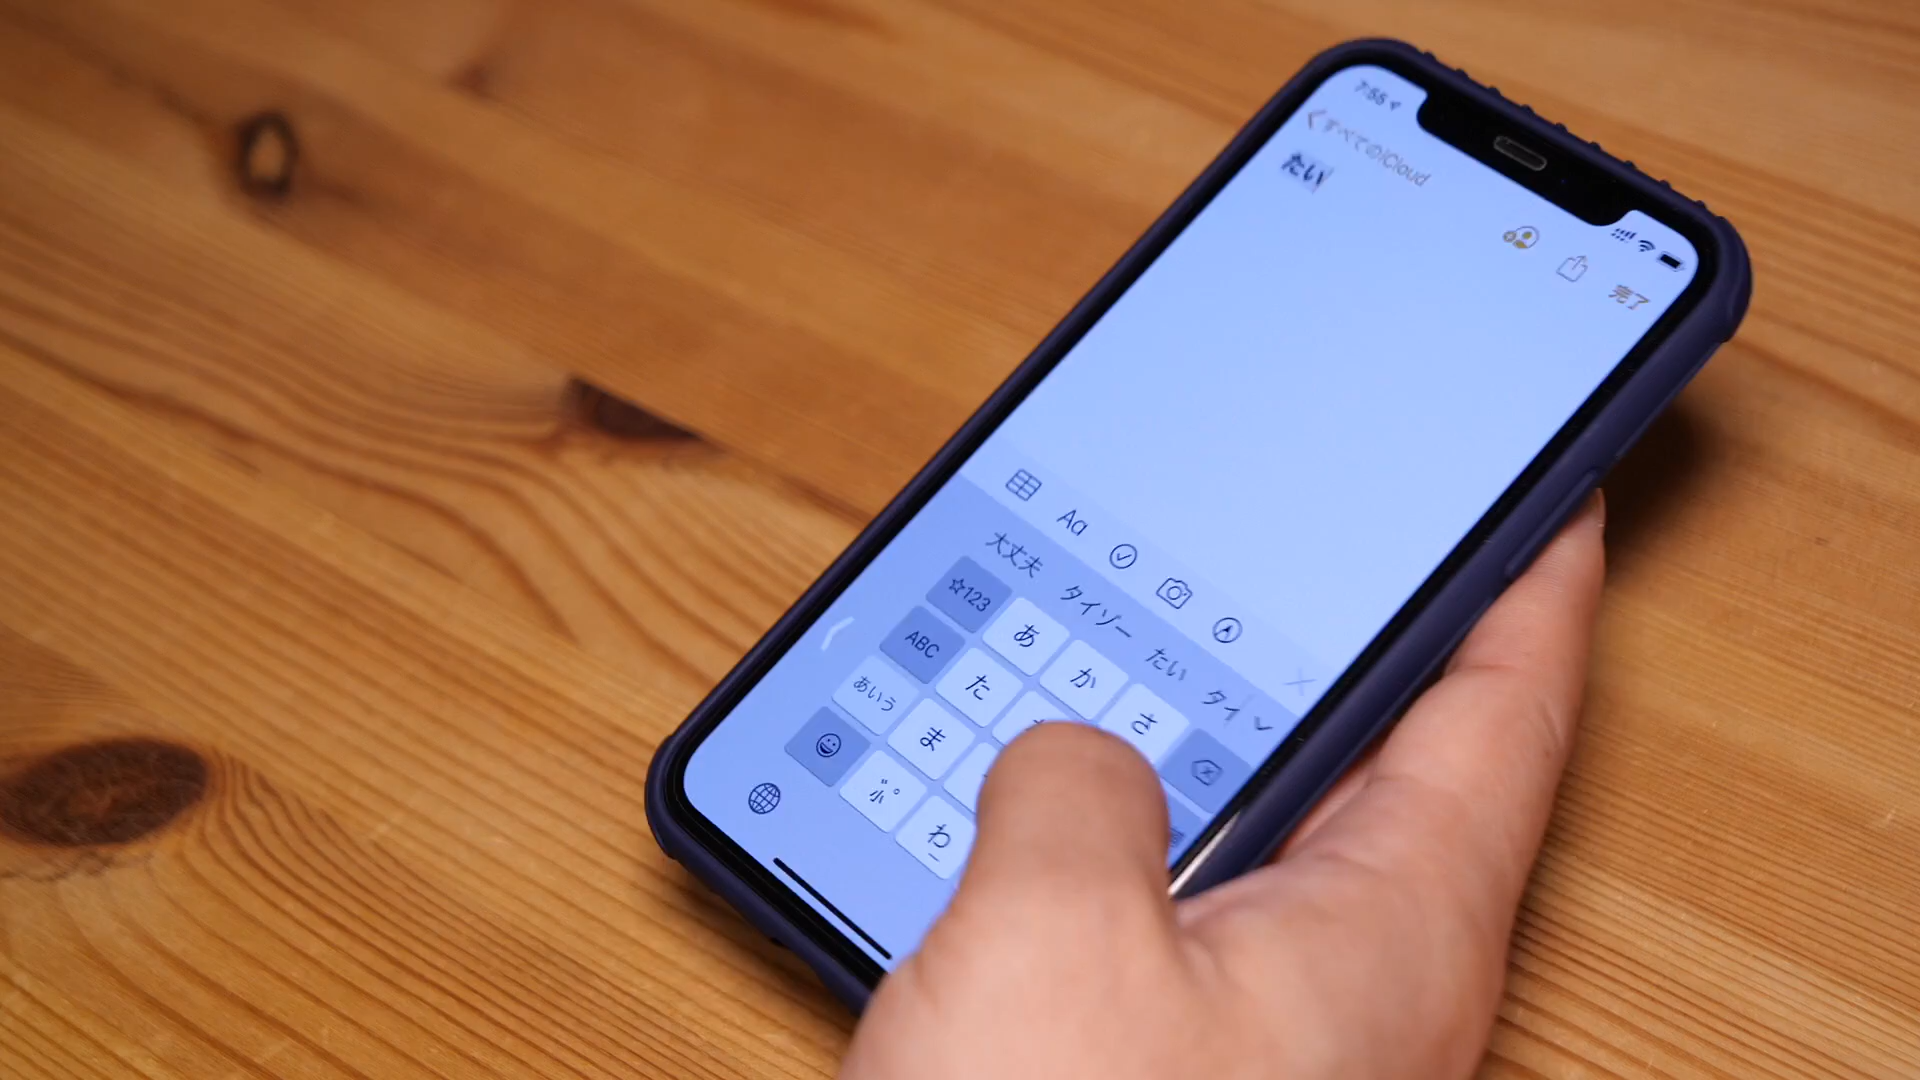 7:55
すべてのiCloud
完了
たい
Aa
大丈夫 タイソー たい タイ
☆123 あ か さ
ABC た
あいう ま
わ